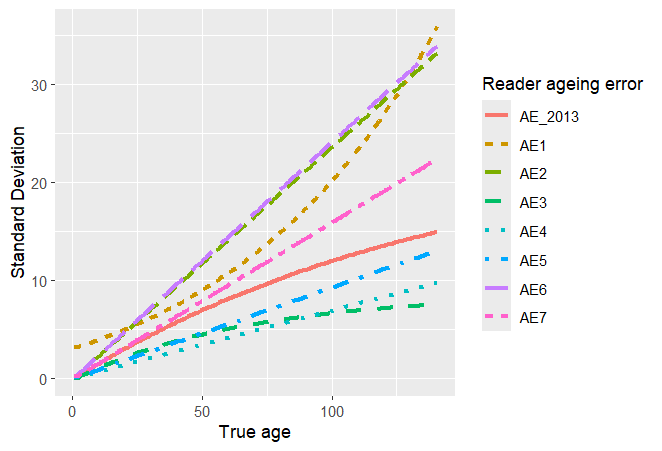 Reader ageing error
AE_2013
AE1
AE2
AE3
AE4
AE5
AE6
AE7
Standard Deviation
30
20
10
0
0
50
100
True age